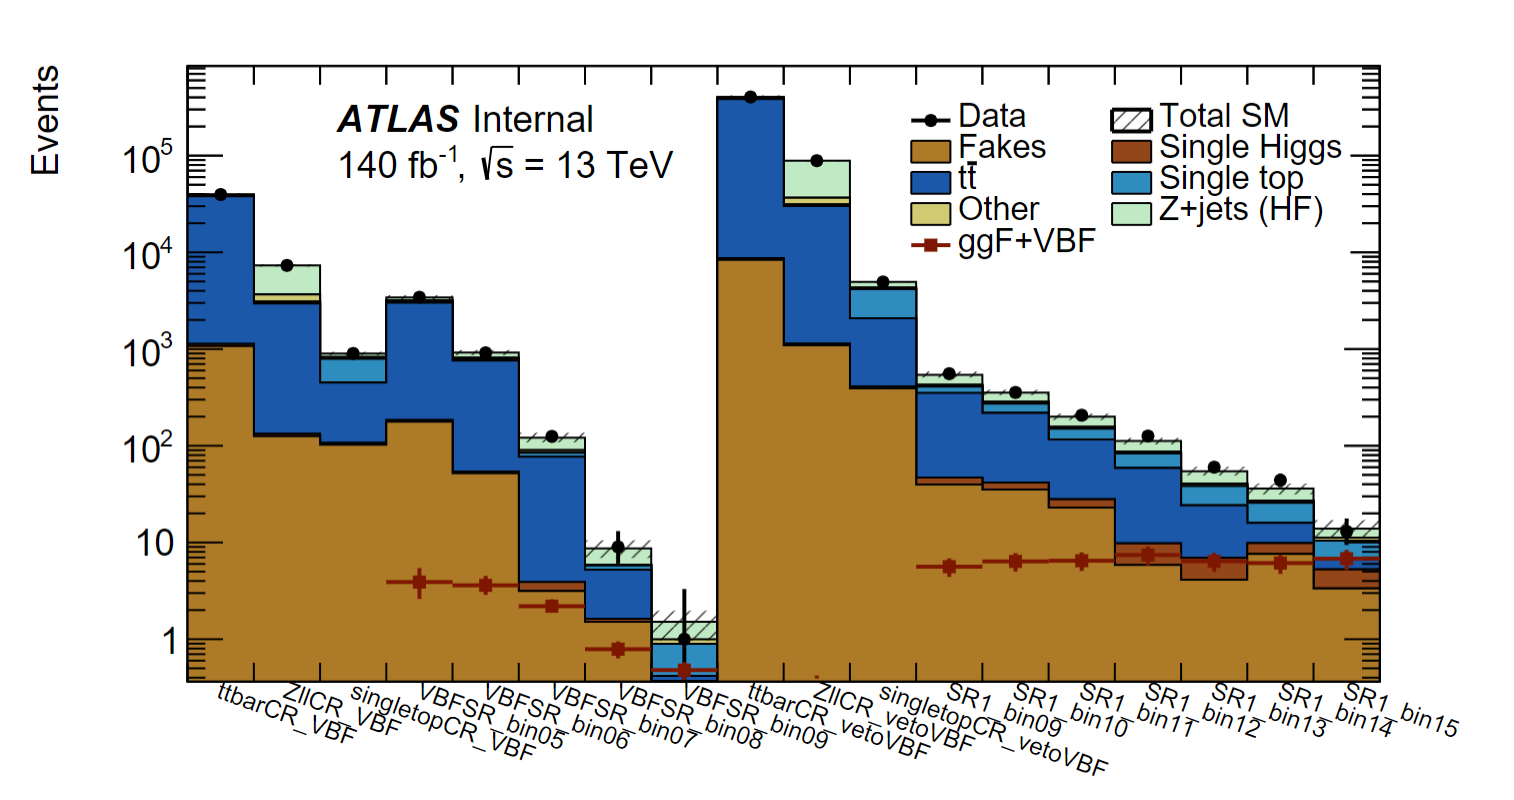 Events
ATLAS Internal
140 fb-1, √s = 13 TeV
Data
Fakes
tt̄
Other
ggF+VBF
Total SM
Single Higgs
Single top
Z+jets (HF)
10^5
10^4
10^3
10^2
10
1
ttbarCR_VBF
ZllCR_VBF
singletopCR_VBF
VBFSR_bin05
VBFSR_bin06
VBFSR_bin07
VBFSR_bin08
VBFSR_bin09
ttbarCR_vetoVBF
ZllCR_vetoVBF
singletopCR_vetoVBF
SR1_bin09
SR1_bin10
SR1_bin11
SR1_bin12
SR1_bin13
SR1_bin14
SR1_bin15